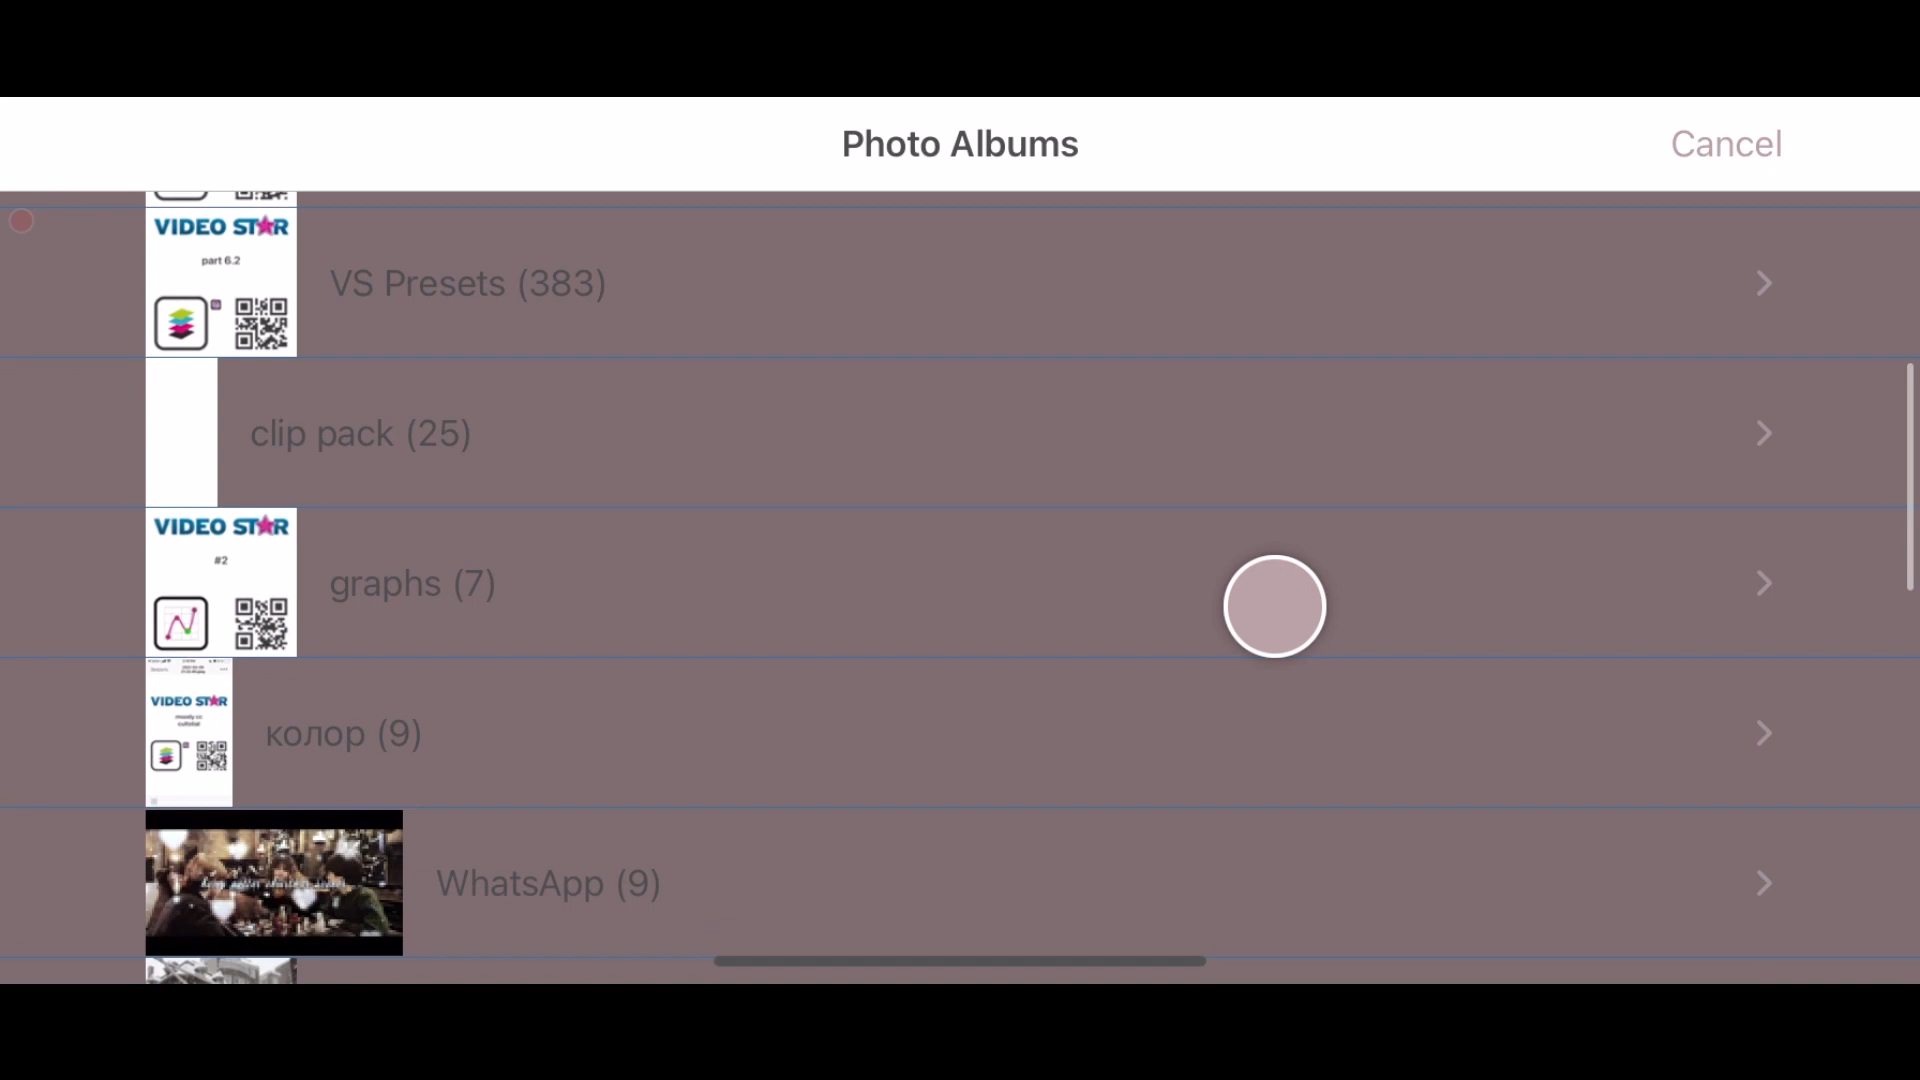 Photo Albums
Cancel
VIDEO STAR
part 6.2
VS Presets (383)
clip pack (25)
VIDEO STAR
#2
graphs (7)
VIDEO STAR
колор (9)
WhatsApp (9)